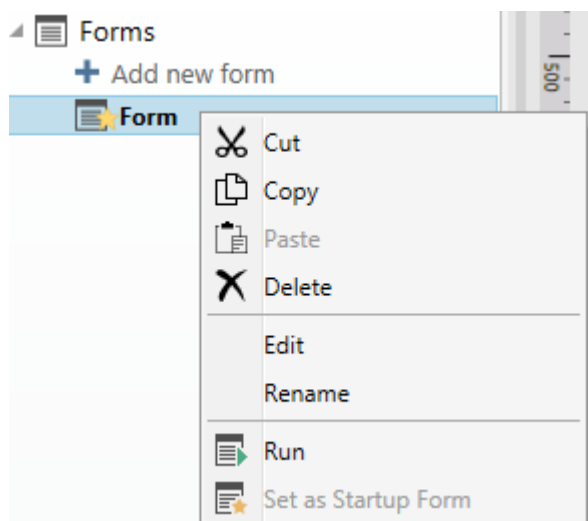 Forms
Add new form
Form
500
Cut
Copy
Paste
Delete
Edit
Rename
Run
Set as Startup Form